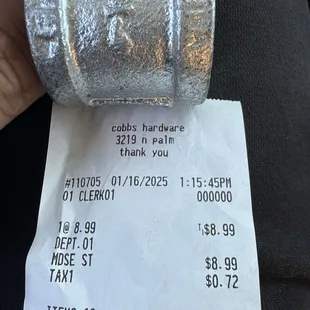 cobbs hardware
3219 n palm
thank you
#110705 01/16/2025 1:15:45PM
01 CLERK01 000000
1@ 8.99 T$8.99
DEPT.01
MDSE ST $8.99
TAX1 $0.72